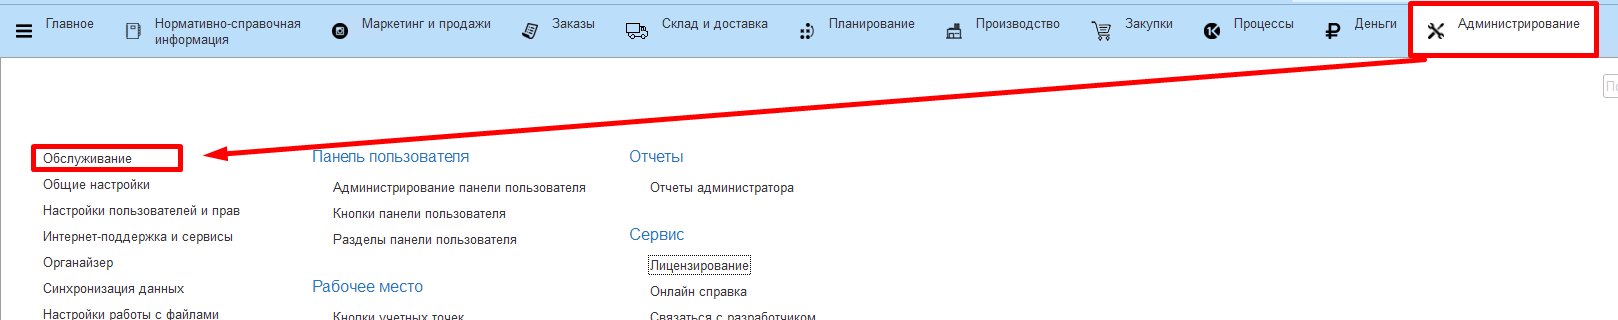 Главное
Нормативно-справочная
информация
Маркетинг и продажи
Заказы
Склад и доставка
Планирование
Производство
Закупки
Процессы
Деньги
Администрирование
Обслуживание
Общие настройки
Настройки пользователей и прав
Интернет-поддержка и сервисы
Органайзер
Синхронизация данных
Настройки работы с файлами
Панель пользователя
Администрирование панели пользователя
Кнопки панели пользователя
Разделы панели пользователя
Рабочее место
Кнопки учетных точек
Отчеты
Отчеты администратора
Сервис
Лицензирование
Онлайн справка
Связаться с разработчиком